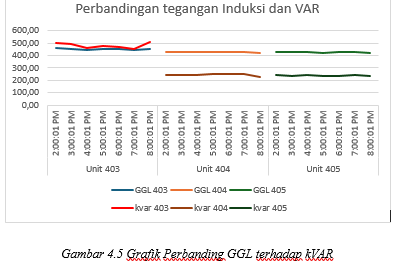 Perbandingan tegangan Induksi dan VAR
600,00
500,00
400,00
300,00
200,00
100,00
0,00
2:00:01 PM
3:00:01 PM
4:00:01 PM
5:00:01 PM
6:00:01 PM
7:00:01 PM
8:00:01 PM
2:00:01 PM
3:00:01 PM
4:00:01 PM
5:00:01 PM
6:00:01 PM
7:00:01 PM
8:00:01 PM
2:00:01 PM
3:00:01 PM
4:00:01 PM
5:00:01 PM
6:00:01 PM
7:00:01 PM
8:00:01 PM
Unit 403 Unit 404 Unit 405
GGL 403 GGL 404 GGL 405
kvar 403 kvar 404 kvar 405
Gambar 4.5 Grafik Perbanding GGL terhadap kVAR